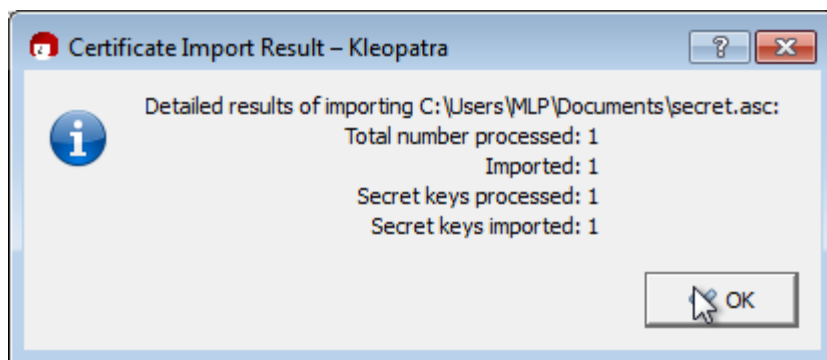 Certificate Import Result – Kleopatra
Detailed results of importing C:\Users\MLP\Documents\secret.asc:
Total number processed: 1
Imported: 1
Secret keys processed: 1
Secret keys imported: 1
OK